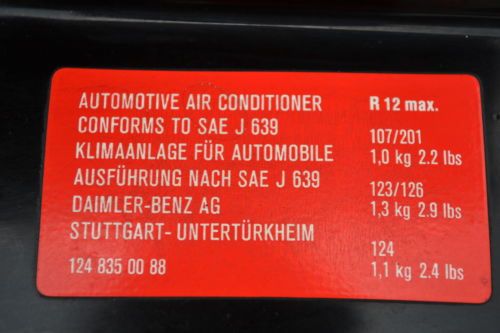 AUTOMOTIVE AIR CONDITIONER
CONFORMS TO SAE J 639
KLIMAANLAGE FÜR AUTOMOBILE
AUSFÜHRUNG NACH SAE J 639
DAIMLER-BENZ AG
STUTTGART- UNTERTÜRKHEIM
124 835 00 88
R 12 max.
107/201
1,0 kg 2.2 lbs
123/126
1,3 kg 2.9 lbs
124
1,1 kg 2.4 lbs